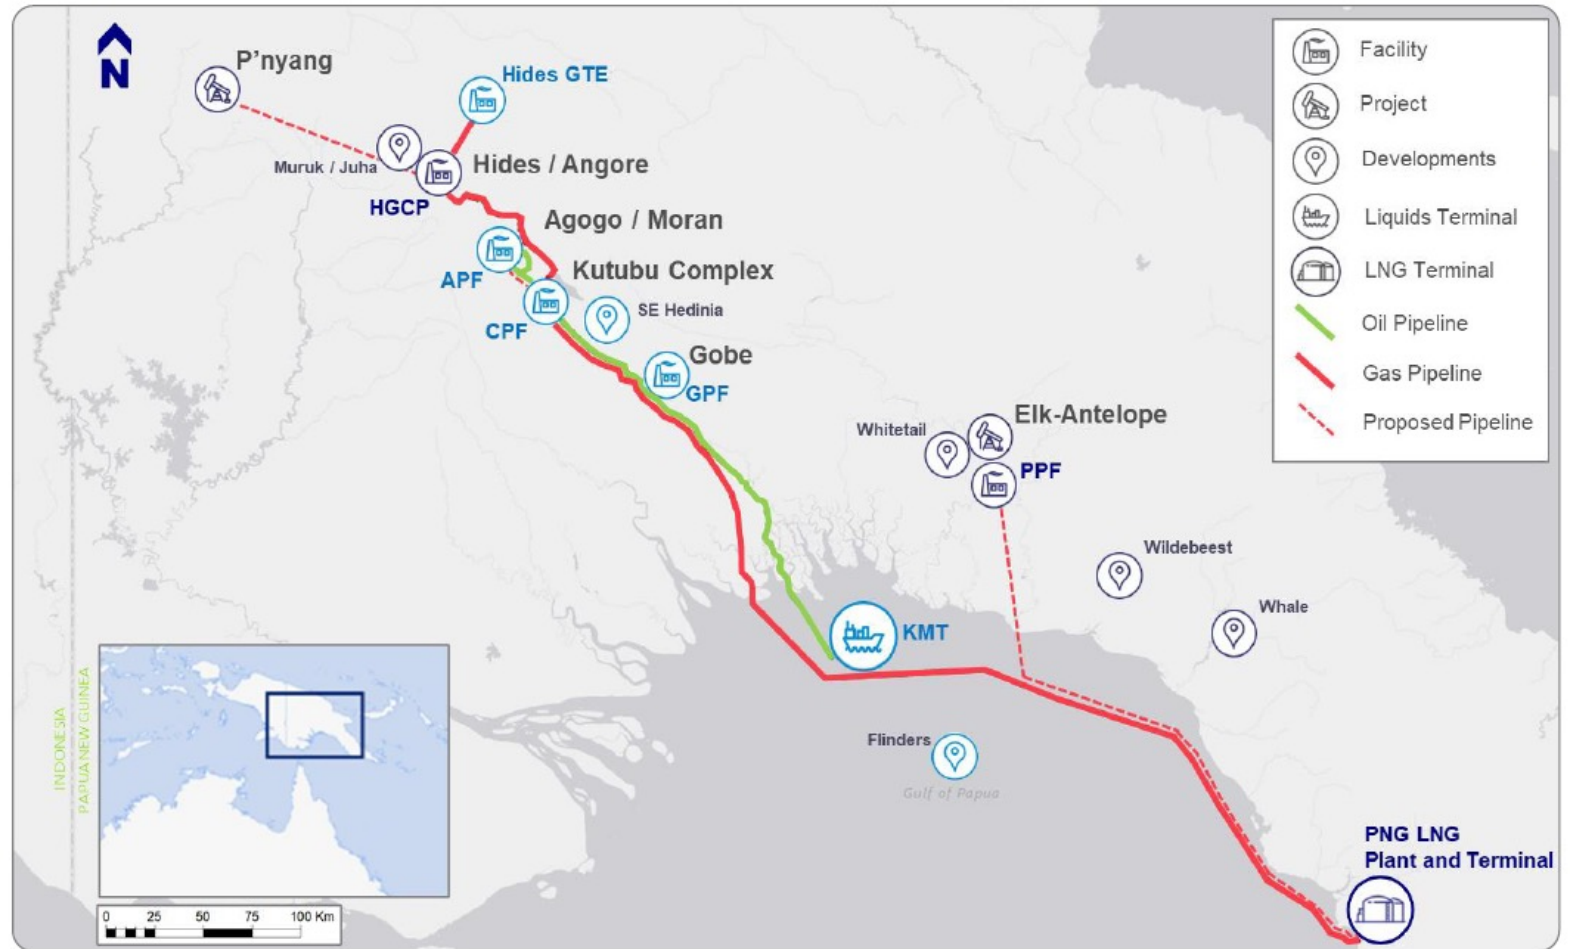 N
P'nyang
Hides GTE
Muruk / Juha
Hides / Angore
HGCP
Agogo / Moran
APF
Kutubu Complex
CPF
SE Hedinia
Gobe
GPF
Whitetail
Elk-Antelope
PPF
Wildebeest
Whale
KMT
Flinders
Gulf of Papua
PNG LNG
Plant and Terminal
INDONESIA
PAPUA NEW GUINEA
0 25 50 75 100 Km
Facility
Project
Developments
Liquids Terminal
LNG Terminal
Oil Pipeline
Gas Pipeline
Proposed Pipeline